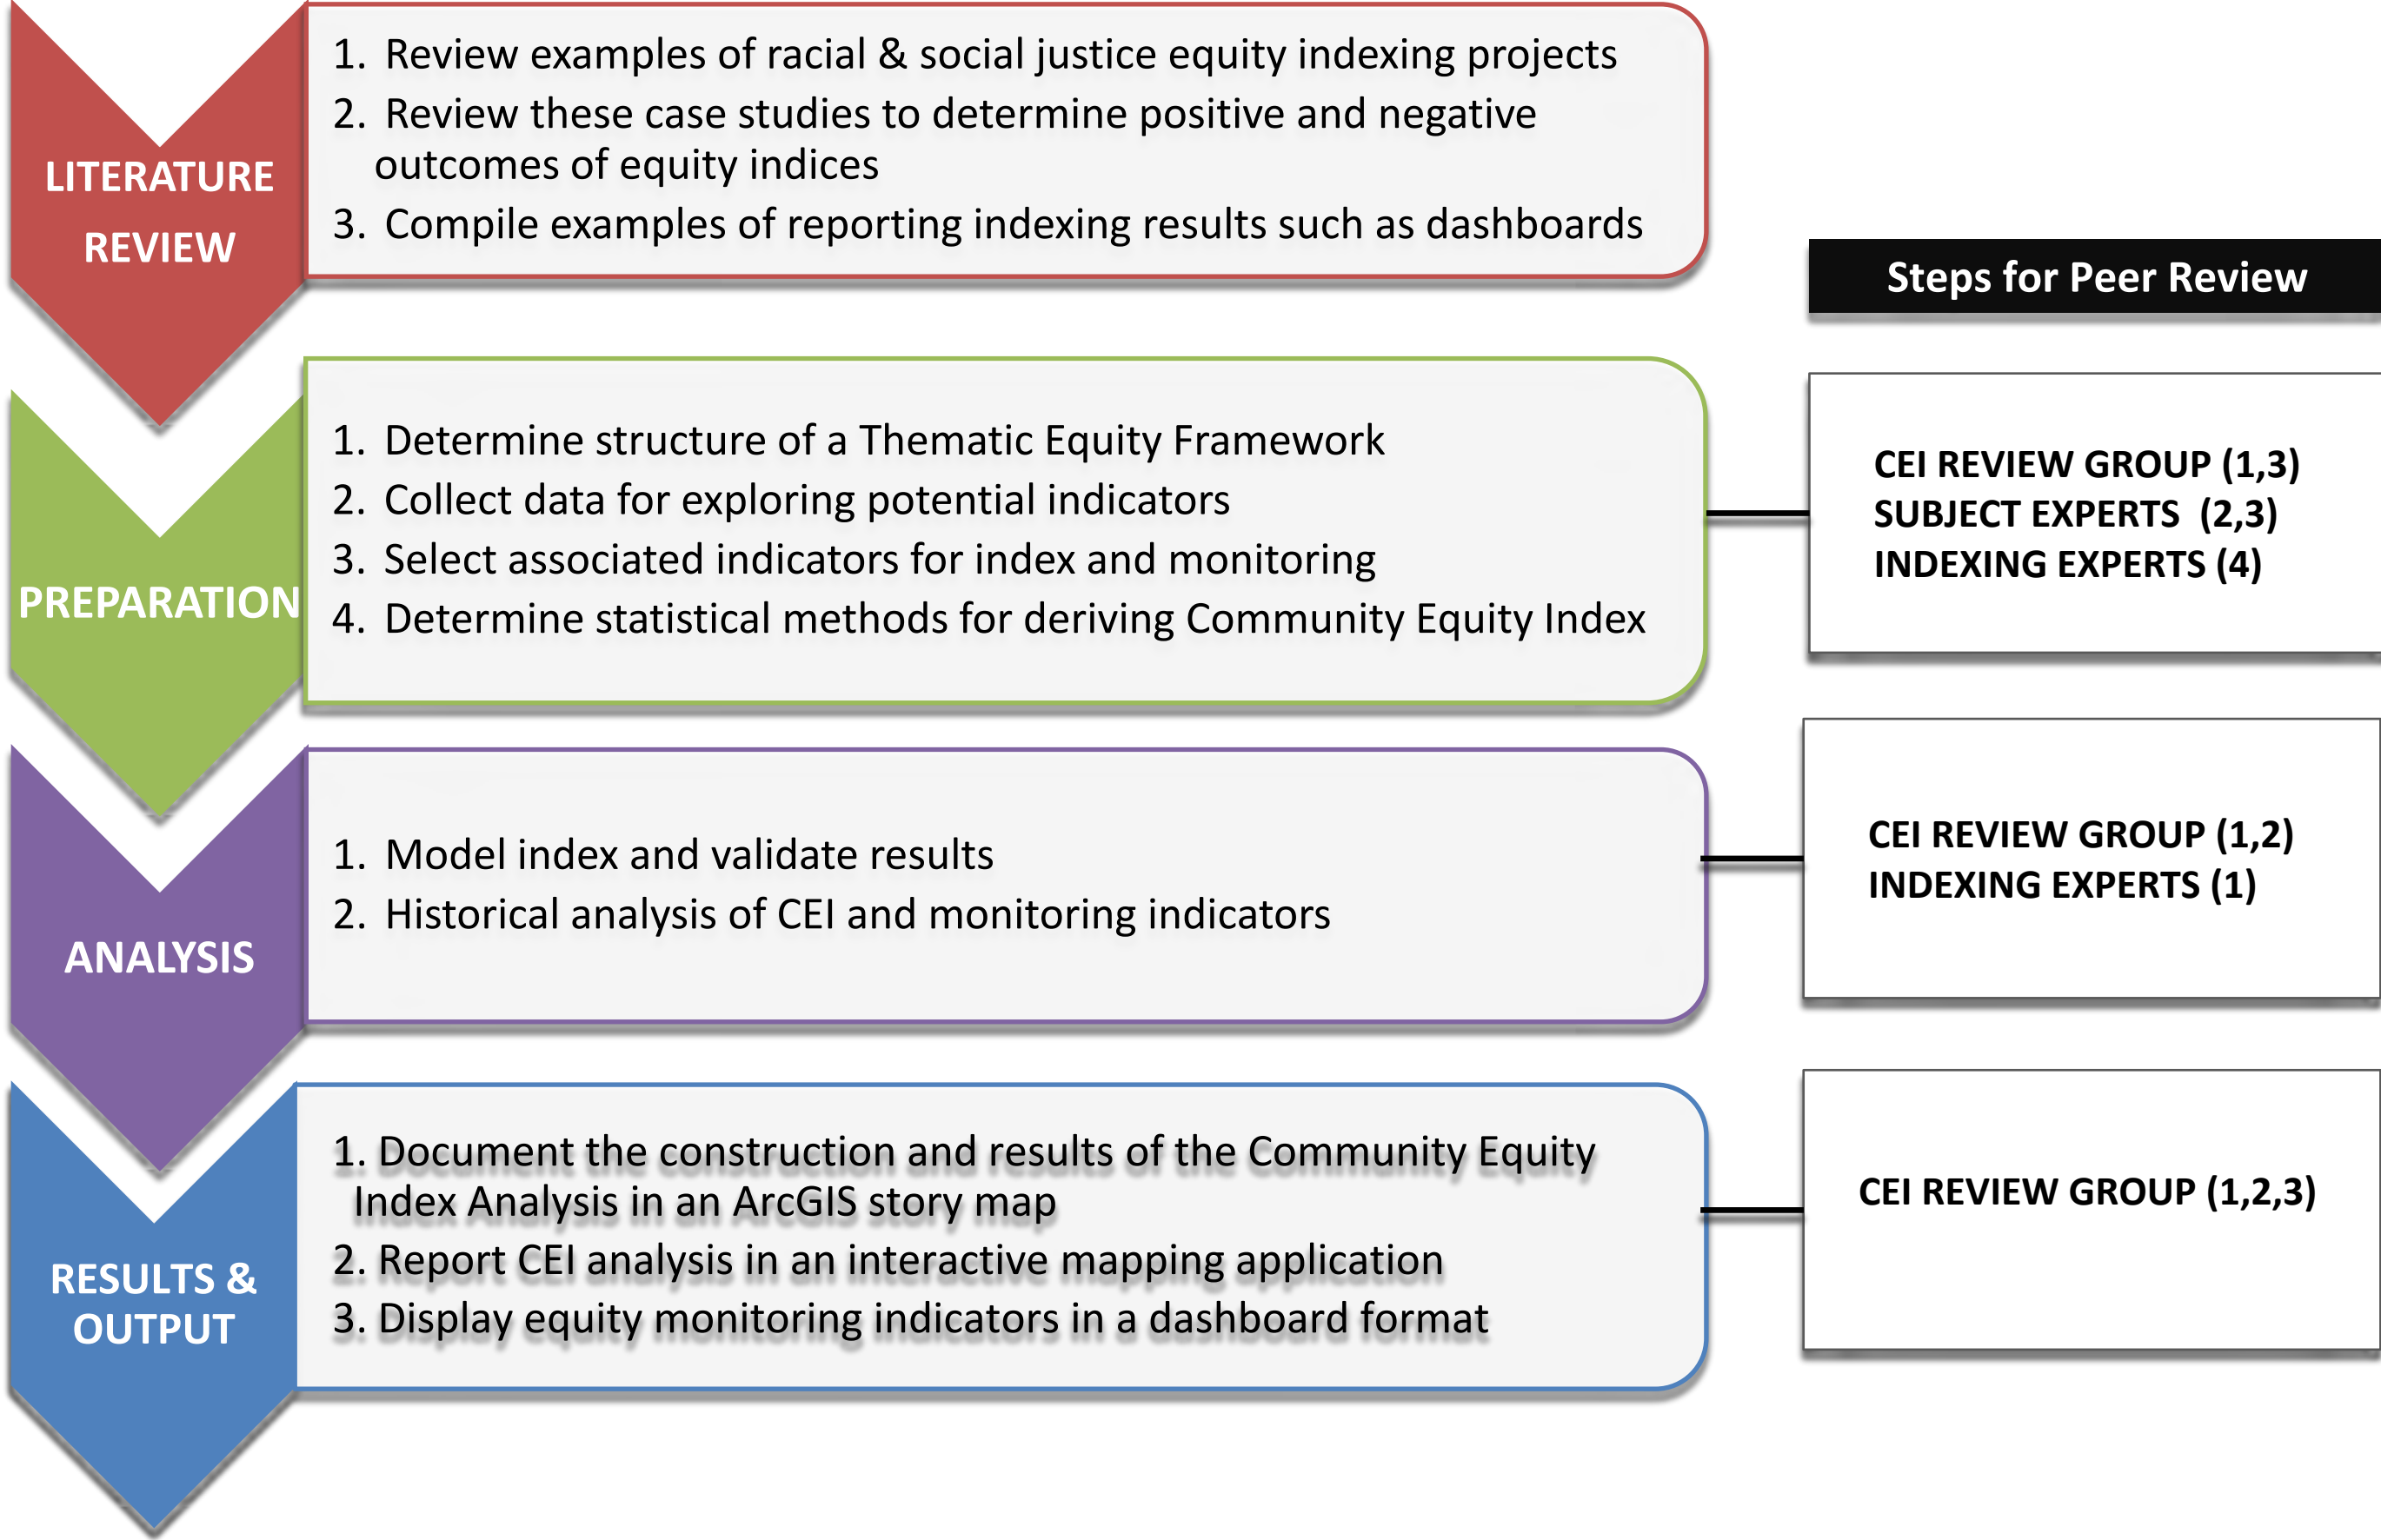 LITERATURE
REVIEW
1. Review examples of racial & social justice equity indexing projects
2. Review these case studies to determine positive and negative
outcomes of equity indices
3. Compile examples of reporting indexing results such as dashboards
Steps for Peer Review
PREPARATION
1. Determine structure of a Thematic Equity Framework
2. Collect data for exploring potential indicators
3. Select associated indicators for index and monitoring
4. Determine statistical methods for deriving Community Equity Index
CEI REVIEW GROUP (1,3)
SUBJECT EXPERTS (2,3)
INDEXING EXPERTS (4)
ANALYSIS
1. Model index and validate results
2. Historical analysis of CEI and monitoring indicators
CEI REVIEW GROUP (1,2)
INDEXING EXPERTS (1)
RESULTS &
OUTPUT
1. Document the construction and results of the Community Equity
Index Analysis in an ArcGIS story map
2. Report CEI analysis in an interactive mapping application
3. Display equity monitoring indicators in a dashboard format
CEI REVIEW GROUP (1,2,3)